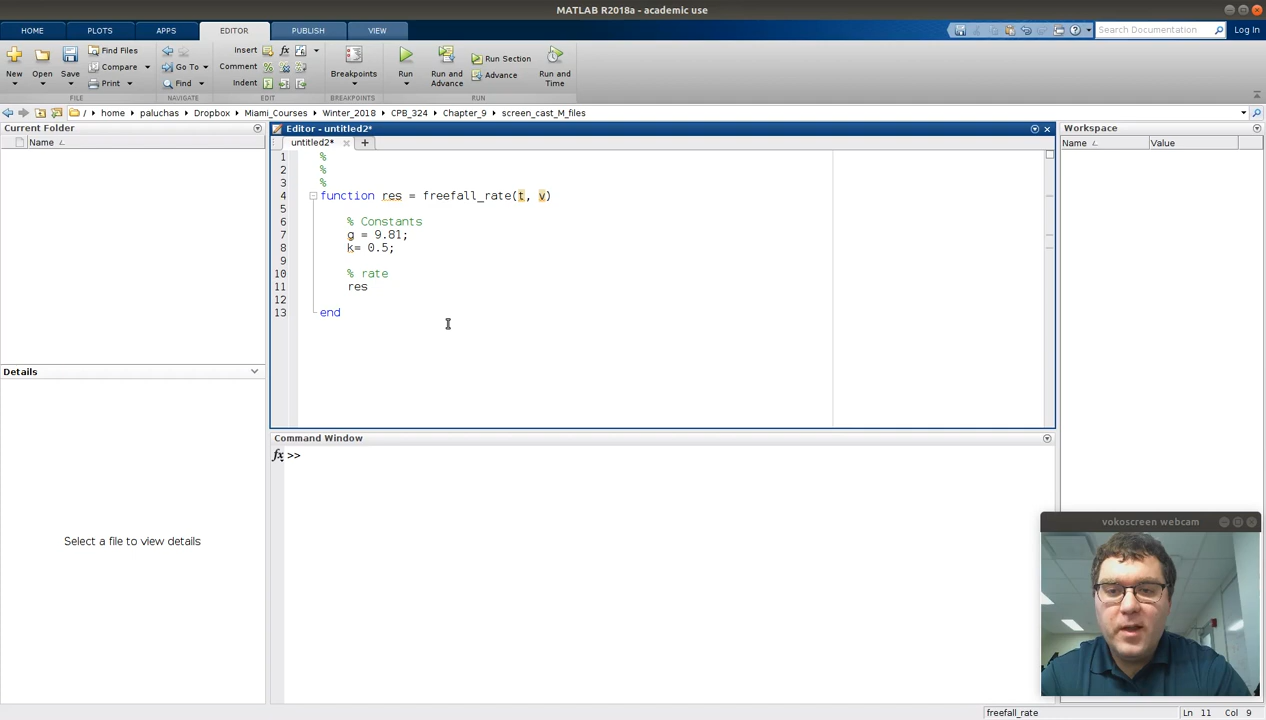 MATLAB R2018a - academic use
HOME PLOTS APPS EDITOR PUBLISH VIEW
Search Documentation Log In
New Open Save Find Files Compare Print
Go To Find
Insert fx Comment Indent
Breakpoints
Run Run and Advance Run Section Advance Run and Time
FILE NAVIGATE EDIT BREAKPOINTS RUN
/ home paluchas Dropbox Miami_Courses Winter_2018 CPB_324 Chapter_9 screen_cast_M_files
Current Folder
Name
Editor - untitled2*
untitled2*
Workspace
Name Value
1 %
2 %
3 %
4 function res = freefall_rate(t, v)
5
6 % Constants
7 g = 9.81;
8 k= 0.5;
9
10 % rate
11 res
12
13 end
Details
Select a file to view details
Command Window
fx >>
vokoscreen webcam
freefall_rate Ln 11 Col 9